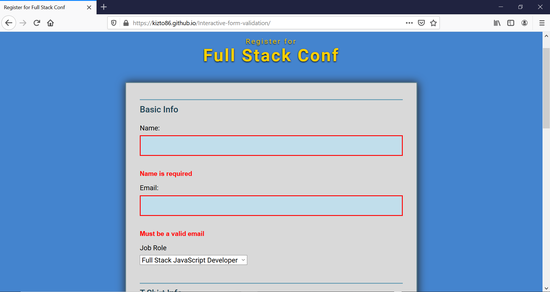 Register for Full Stack Conf
https://kizto86.github.io/Interactive-form-validation/
Register for
Full Stack Conf
Basic Info
Name:
Name is required
Email:
Must be a valid email
Job Role
Full Stack JavaScript Developer
T-Shirt Info